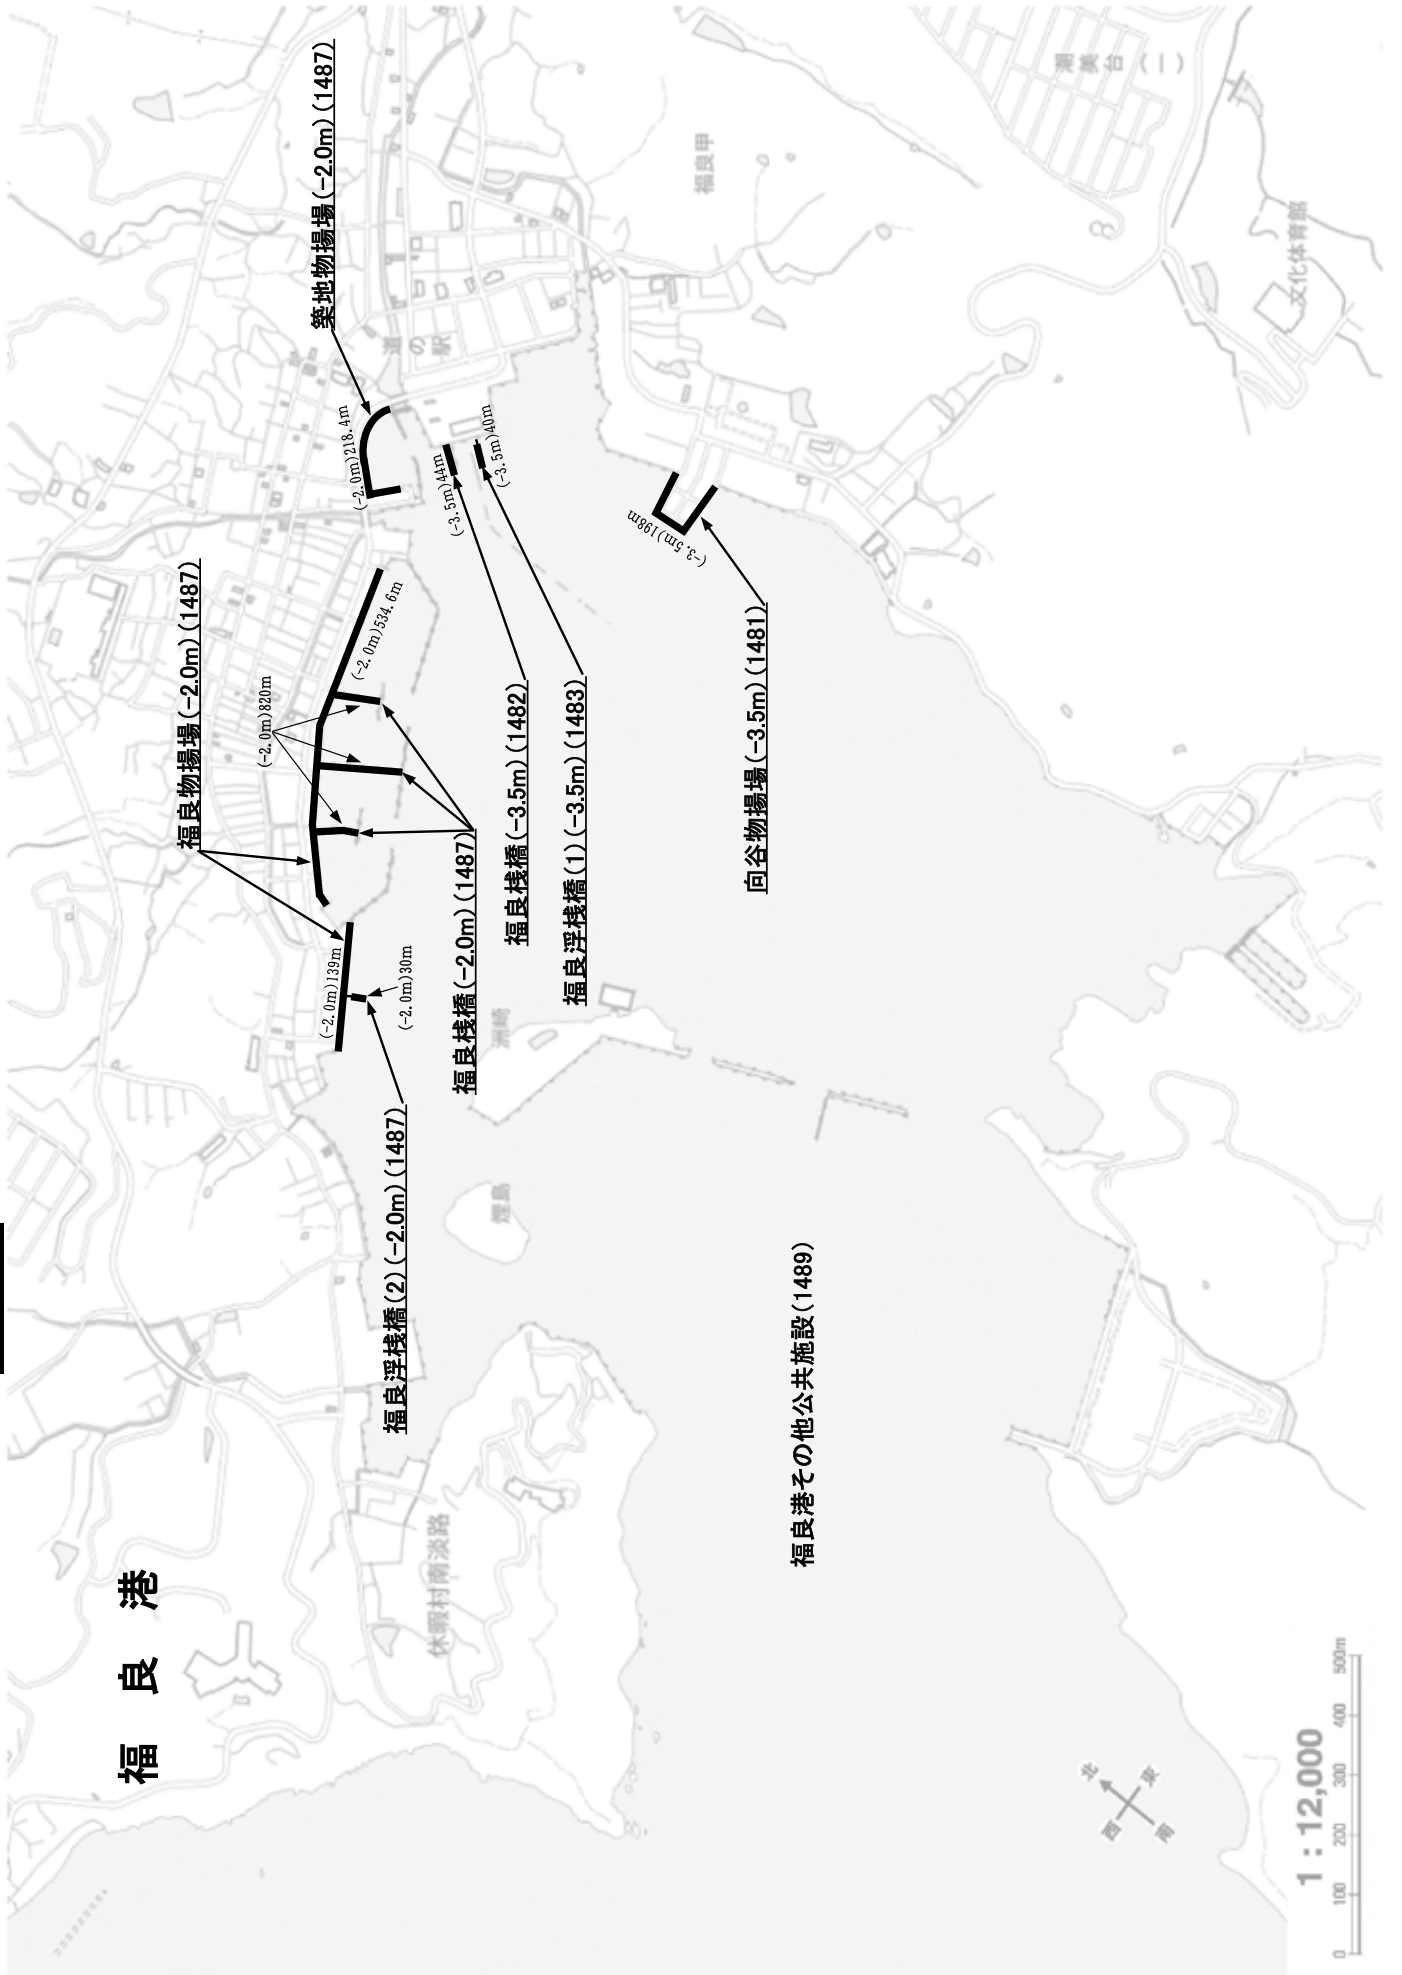 福良港
福良物揚場(-2.0m)(1487)
築地物揚場(-2.0m)(1487)
(-2.0m)820m
(-2.0m)139m
(-2.0m)218.4m
(-2.0m)534.6m
福良浮桟橋(2)(-2.0m)(1487)
(-2.0m)30m
道の駅
休暇村南淡路
(-3.5m)44m
福良桟橋(-2.0m)(1487)
(-3.5m)40m
煙島
洲崎
福良桟橋(-3.5m)(1482)
福良浮桟橋(1)(-3.5m)(1483)
(-3.5m)198m
福良甲
向谷物揚場(-3.5m)(1481)
福良港その他公共施設(1489)
潮美台(一)
北
東
西
南
文化体育館
1:12,000
0 100 200 300 400 500m